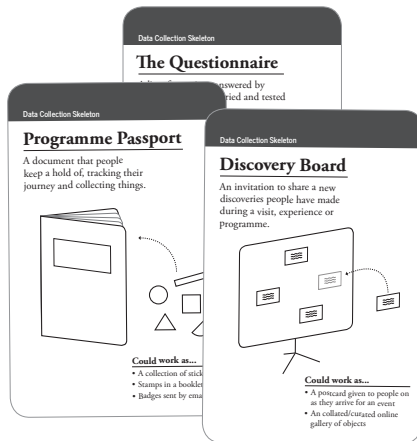 Data Collection Skeleton
The Questionnaire
answered by
tried and tested
Data Collection Skeleton
Programme Passport
A document that people
keep a hold of, tracking their
journey and collecting things.
Could work as...
• A collection of stick
• Stamps in a booklet
• Badges sent by ema
Data Collection Skeleton
Discovery Board
An invitation to share a new
discoveries people have made
during a visit, experience or
programme.
Could work as...
• A postcard given to people on
as they arrive for an event
• An collated/curated online
gallery of objects